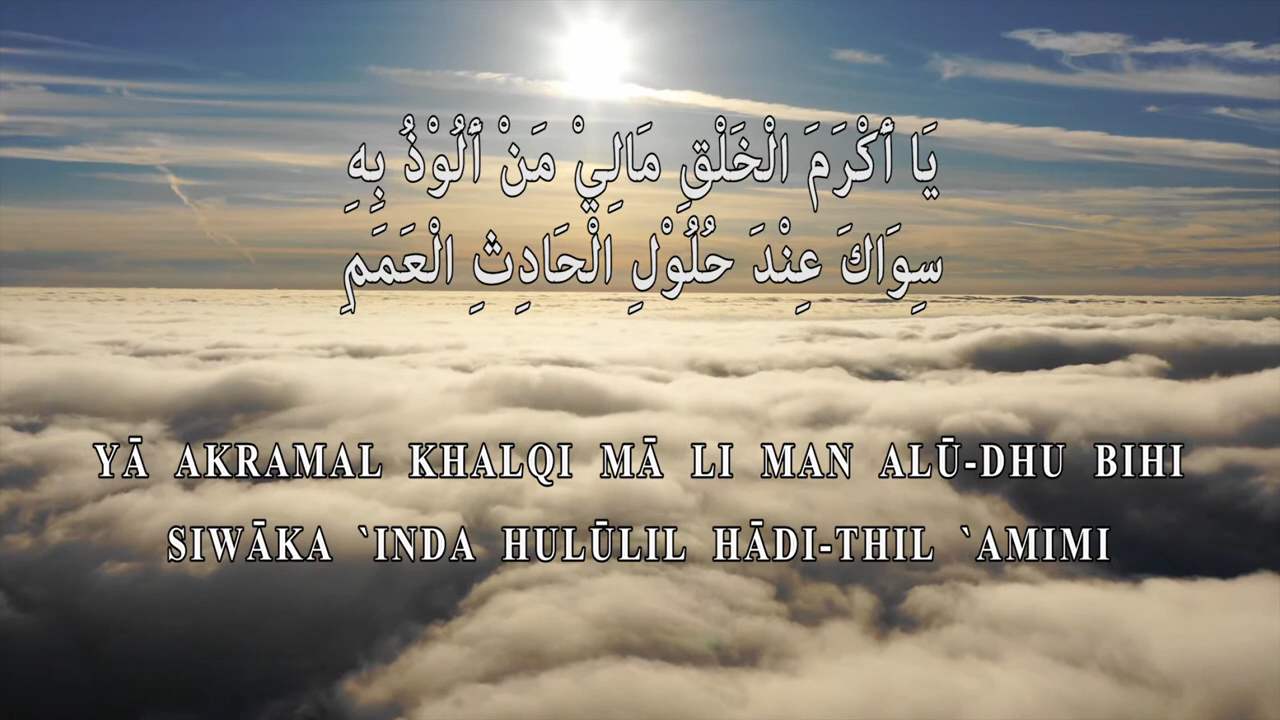 يَا أَكْرَمَ الْخَلْقِ مَالِيْ مَنْ أَلُوْذُ بِهِ
سِوَاكَ عِنْدَ حُلُوْلِ الْحَادِثِ الْعَمَمِ
YĀ AKRAMAL KHALQI MĀ LI MAN ALŪ-DHU BIHI
SIWĀKA `INDA HULŪLIL HĀDI-THIL `AMIMI